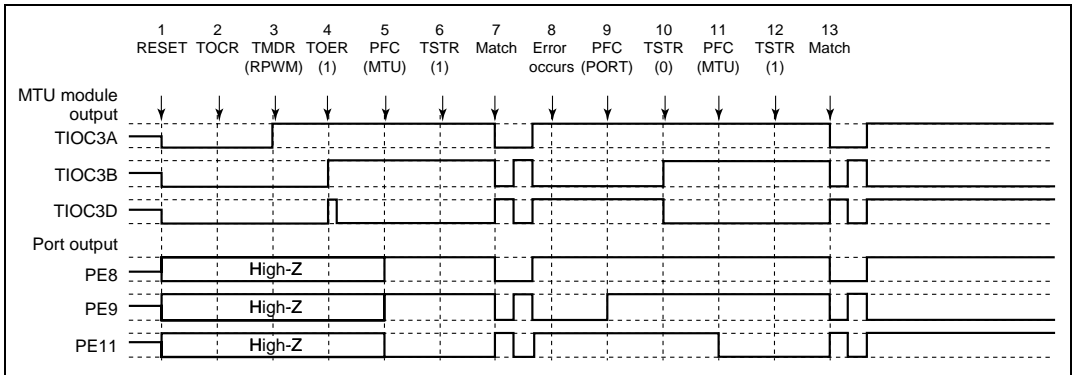 1 2 3 4 5 6 7 8 9 10 11 12 13
RESET TOCR TMDR TOER PFC TSTR Match Error PFC TSTR PFC TSTR Match
(RPWM) (1) (MTU) (1) occurs (PORT) (0) (MTU) (1)
MTU module
output
TIOC3A
TIOC3B
TIOC3D
Port output
PE8 High-Z
PE9 High-Z
PE11 High-Z